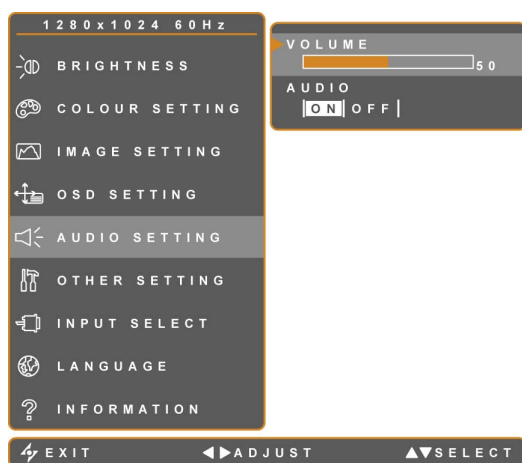 1280x1024 60Hz
BRIGHTNESS
COLOUR SETTING
IMAGE SETTING
OSD SETTING
AUDIO SETTING
OTHER SETTING
INPUT SELECT
LANGUAGE
INFORMATION
VOLUME
50
AUDIO
ON OFF
EXIT ADJUST SELECT